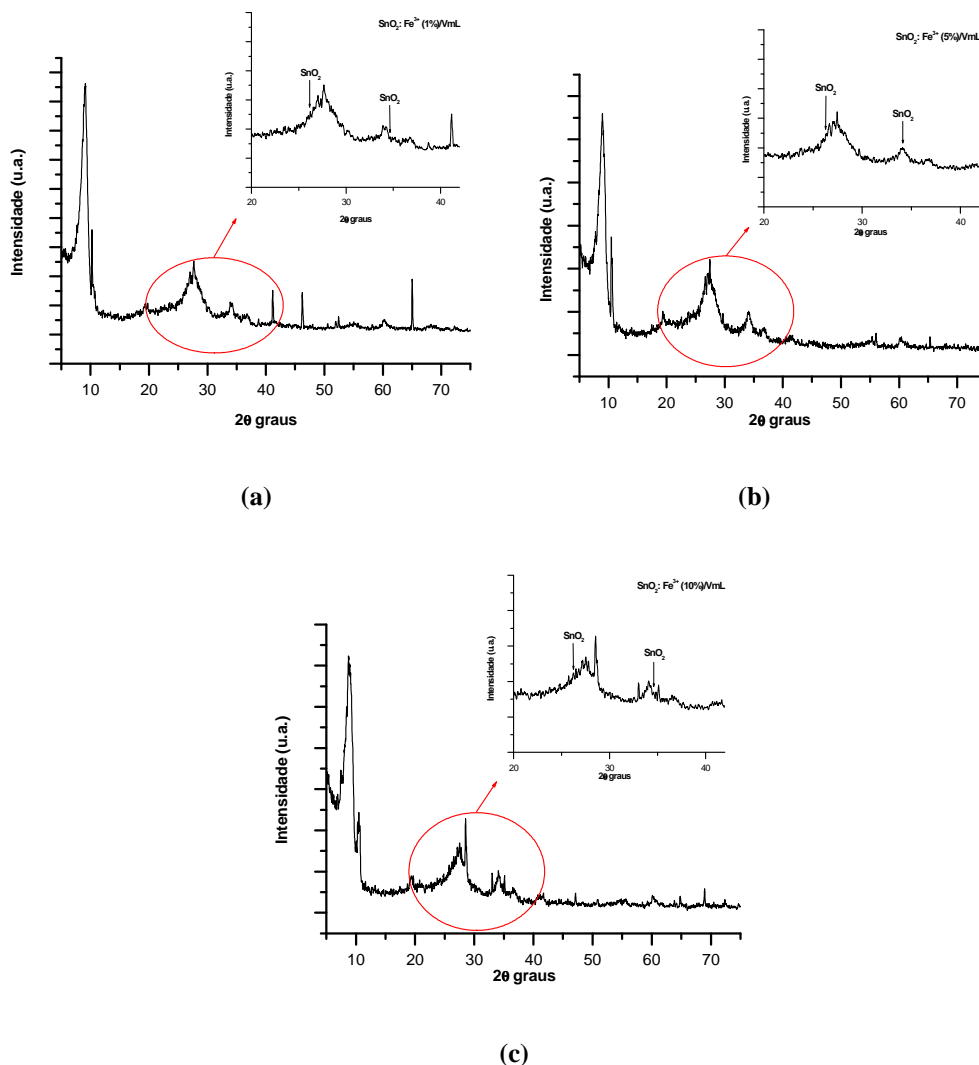 SnO₂: Fe³⁺ (1%)/VmL
SnO₂
SnO₂
Intensidade (u.a.)
20 30 40
2θ graus
Intensidade (u.a.)
10 20 30 40 50 60 70
2θ graus
(a)
SnO₂: Fe³⁺ (5%)/VmL
SnO₂
SnO₂
Intensidade (u.a.)
20 30 40
2θ graus
Intensidade (u.a.)
10 20 30 40 50 60 70
2θ graus
(b)
SnO₂: Fe³⁺ (10%)/VmL
SnO₂
SnO₂
Intensidade (u.a.)
20 30 40
2θ graus
Intensidade (u.a.)
10 20 30 40 50 60 70
2θ graus
(c)